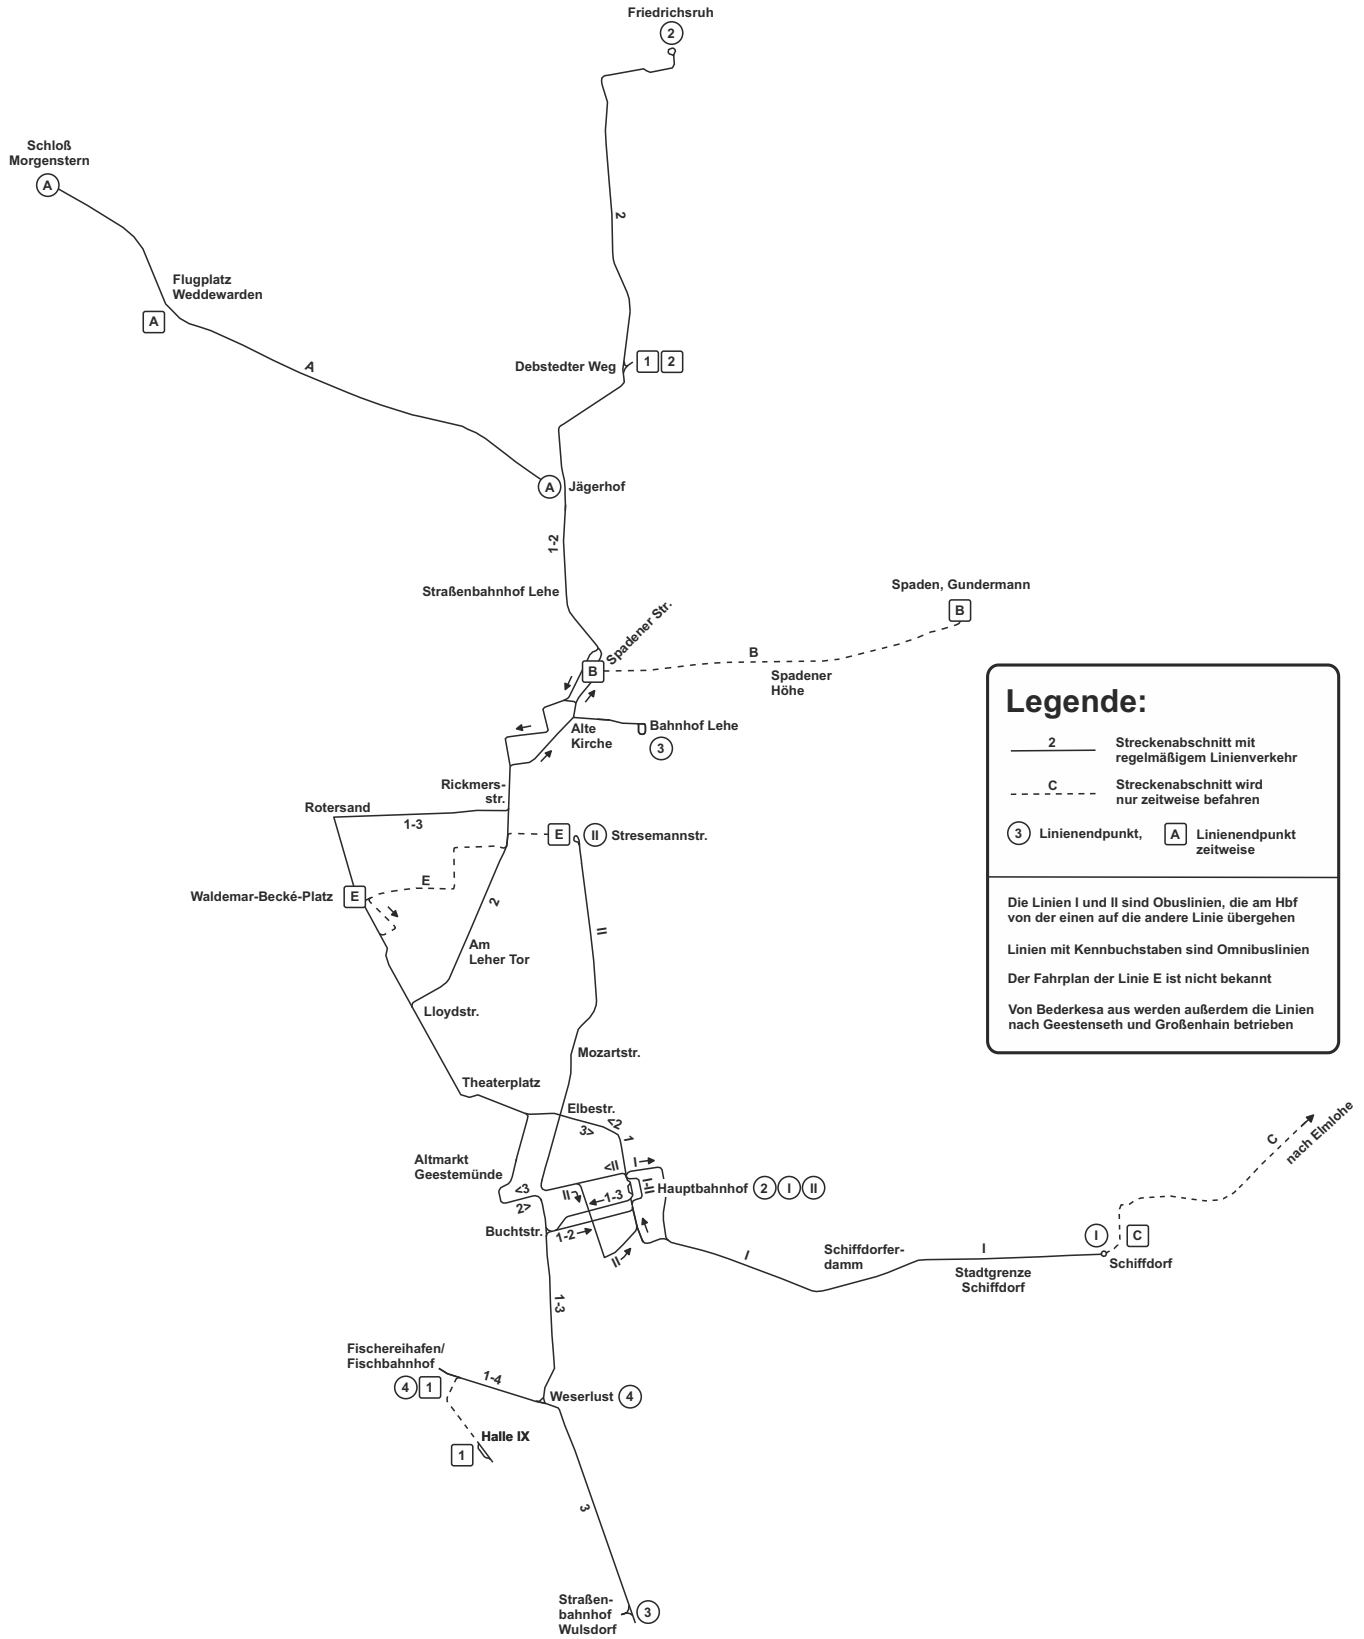 Friedrichsruh
2
Schloß
Morgenstern
A
2
Flugplatz
Weddewarden
A
A
Debstedter Weg
1
2
A
Jägerhof
1-2
Straßenbahnhof Lehe
Spadener Str.
B
B
Spadener
Höhe
Spaden, Gundermann
B
Alte
Kirche
Bahnhof Lehe
3
Rickmers-
str.
Rotersand
1-3
E
II
Stresemannstr.
Waldemar-Becké-Platz
E
E
2
II
Am
Leher Tor
Lloydstr.
Mozartstr.
Theaterplatz
Elbestr.
<2
3>
1
Altmarkt
Geestemünde
<II
I
<3
2>
II
1-3
I-II
Hauptbahnhof
2
I
II
Buchtstr.
1-2
II
I
Schiffdorfer-
damm
I
Stadtgrenze
Schiffdorf
I
C
Schiffdorf
C
nach Elmlohe
1-3
Fischereihafen/
Fischbahnhof
4
1
1-4
Weserlust
4
Halle IX
1
3
Straßen-
bahnhof
Wulsdorf
3
Legende:
2
Streckenabschnitt mit
regelmäßigem Linienverkehr
C
Streckenabschnitt wird
nur zeitweise befahren
3 Linienendpunkt,
A Linienendpunkt
zeitweise
Die Linien I und II sind Obuslinien, die am Hbf
von der einen auf die andere Linie übergehen
Linien mit Kennbuchstaben sind Omnibuslinien
Der Fahrplan der Linie E ist nicht bekannt
Von Bederkesa aus werden außerdem die Linien
nach Geestenseth und Großenhain betrieben